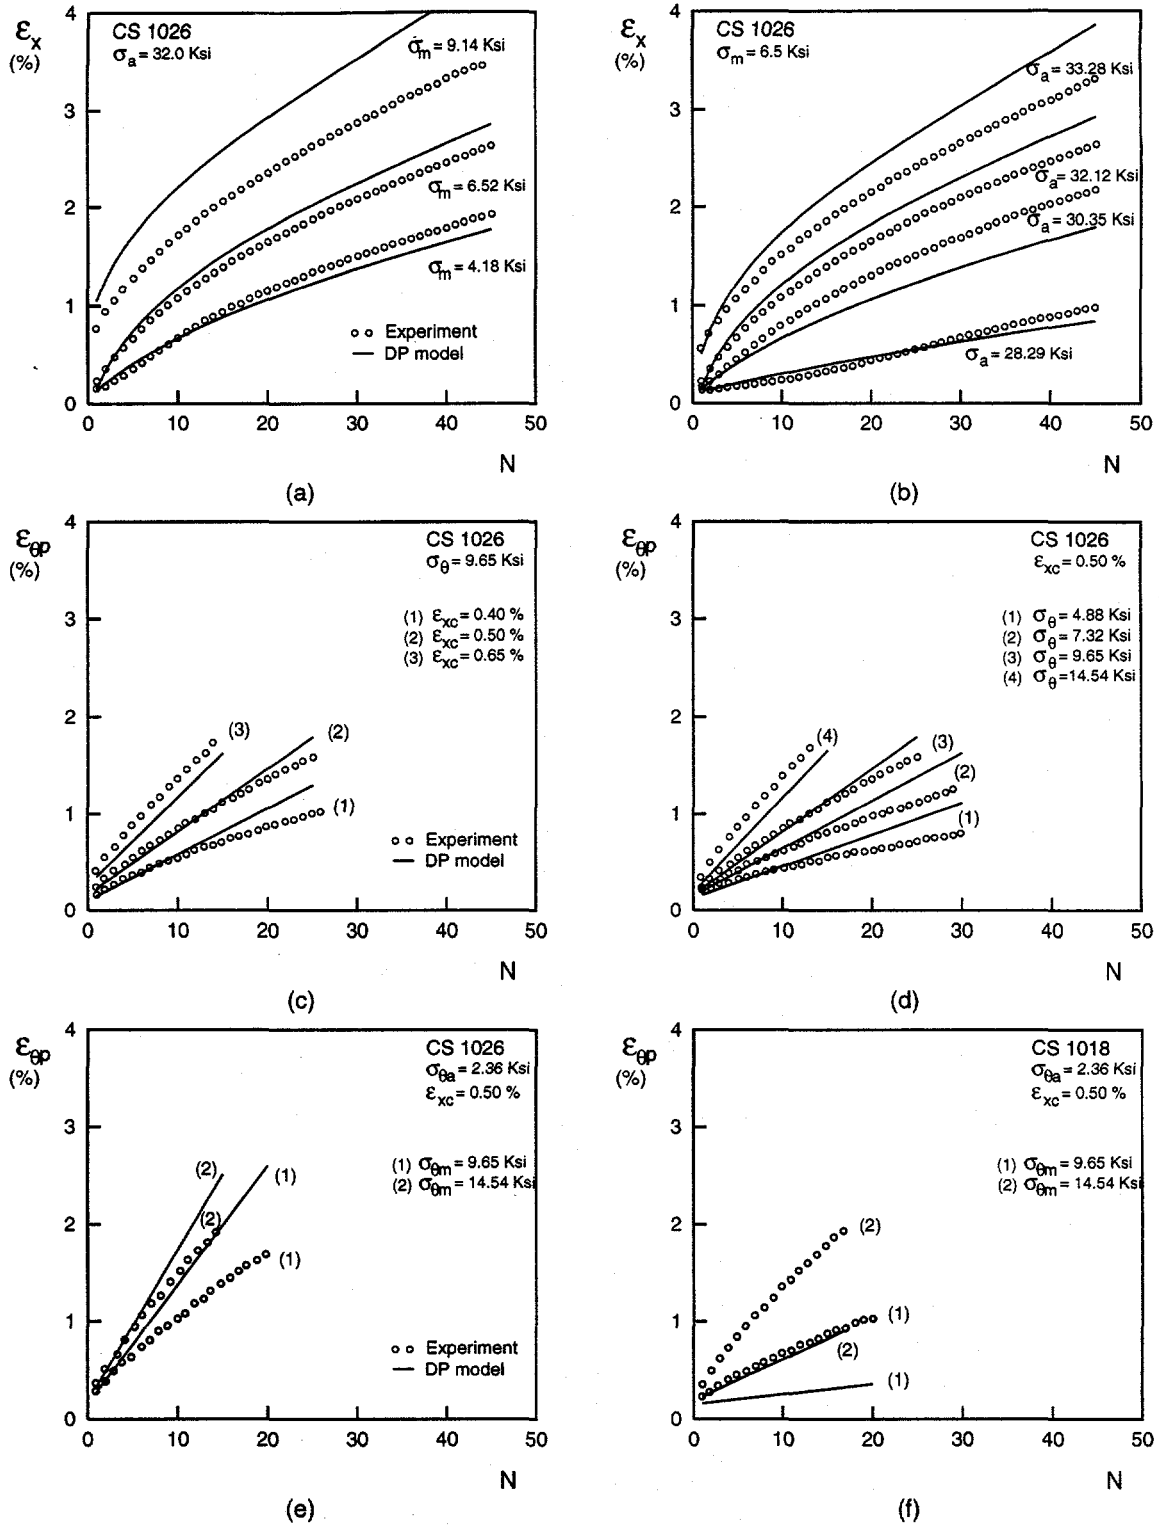 4
εx
(%)
CS 1026
σa = 32.0 Ksi
σm = 9.14 Ksi
3
2
σm = 6.52 Ksi
σm = 4.18 Ksi
1
Experiment
DP model
0
0 10 20 30 40 50
N
(a)
4
εx
(%)
CS 1026
σm = 6.5 Ksi
σa = 33.28 Ksi
3
σa = 32.12 Ksi
2
σa = 30.35 Ksi
1
σa = 28.29 Ksi
0
0 10 20 30 40 50
N
(b)
4
εθp
(%)
CS 1026
σθ = 9.65 Ksi
3
(1) εxc = 0.40 %
(2) εxc = 0.50 %
(3) εxc = 0.65 %
2
(3)
(2)
1
(1)
Experiment
DP model
0
0 10 20 30 40 50
N
(c)
4
εθp
(%)
CS 1026
εxc = 0.50 %
3
(1) σθ = 4.88 Ksi
(2) σθ = 7.32 Ksi
(3) σθ = 9.65 Ksi
(4) σθ = 14.54 Ksi
2
(4)
(3)
(2)
1
(1)
0
0 10 20 30 40 50
N
(d)
4
εθp
(%)
CS 1026
σθa = 2.36 Ksi
εxc = 0.50 %
3
(1) σθm = 9.65 Ksi
(2) σθm = 14.54 Ksi
(2)
(1)
2
(2)
(1)
1
Experiment
DP model
0
0 10 20 30 40 50
N
(e)
4
εθp
(%)
CS 1018
σθa = 2.36 Ksi
εxc = 0.50 %
3
(1) σθm = 9.65 Ksi
(2) σθm = 14.54 Ksi
2
(2)
1
(1)
(2)
(1)
0
0 10 20 30 40 50
N
(f)